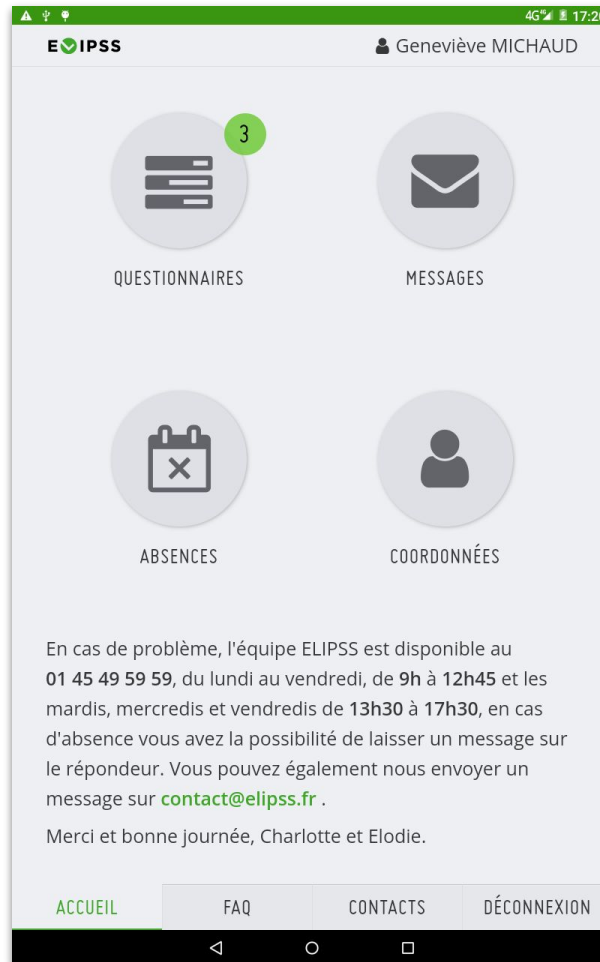 4G 4G 17:20
ELIPSS Geneviève MICHAUD
3
QUESTIONNAIRES MESSAGES
ABSENCES COORDONNÉES
En cas de problème, l'équipe ELIPSS est disponible au
01 45 49 59 59, du lundi au vendredi, de 9h à 12h45 et les
mardis, mercredis et vendredis de 13h30 à 17h30, en cas
d'absence vous avez la possibilité de laisser un message sur
le répondeur. Vous pouvez également nous envoyer un
message sur contact@elipss.fr .
Merci et bonne journée, Charlotte et Elodie.
ACCUEIL FAQ CONTACTS DÉCONNEXION